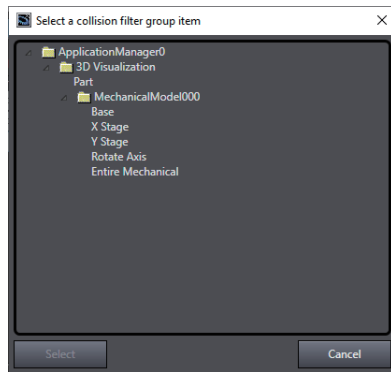 Select a collision filter group item
ApplicationManager0
3D Visualization
Part
MechanicalModel000
Base
X Stage
Y Stage
Rotate Axis
Entire Mechanical
Select
Cancel